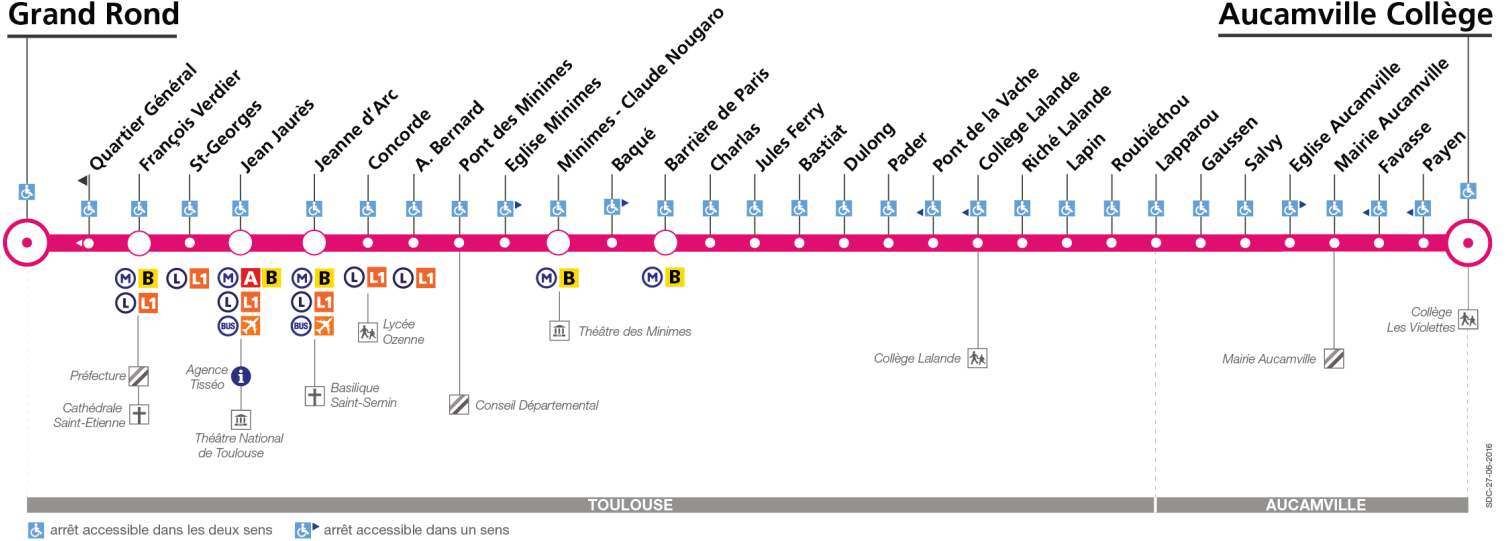 Grand Rond
Aucamville Collège
Quartier Général
François Verdier
St-Georges
Jean Jaurès
Jeanne d'Arc
Concorde
A. Bernard
Pont des Minimes
Eglise Minimes
Minimes - Claude Nougaro
Baqué
Barrière de Paris
Charlas
Jules Ferry
Bastiat
Dulong
Pader
Pont de la Vache
Collège Lalande
Riché Lalande
Lapin
Roubiéchou
Lapparou
Gaussen
Salvy
Eglise Aucamville
Mairie Aucamville
Favasse
Payen
M B
L L1
L L1
M A B
L L1
BUS
M B
L L1
BUS
L L1
L L1
M B
M B
Préfecture
Cathédrale
Saint-Etienne
Agence
Tisséo
i
Théâtre National
de Toulouse
Basilique
Saint-Sernin
Lycée
Ozenne
Conseil Départemental
Théâtre des Minimes
Collège Lalande
Mairie Aucamville
Collège
Les Violettes
SDC-27-06-2016
TOULOUSE
AUCAMVILLE
arrêt accessible dans les deux sens
arrêt accessible dans un sens